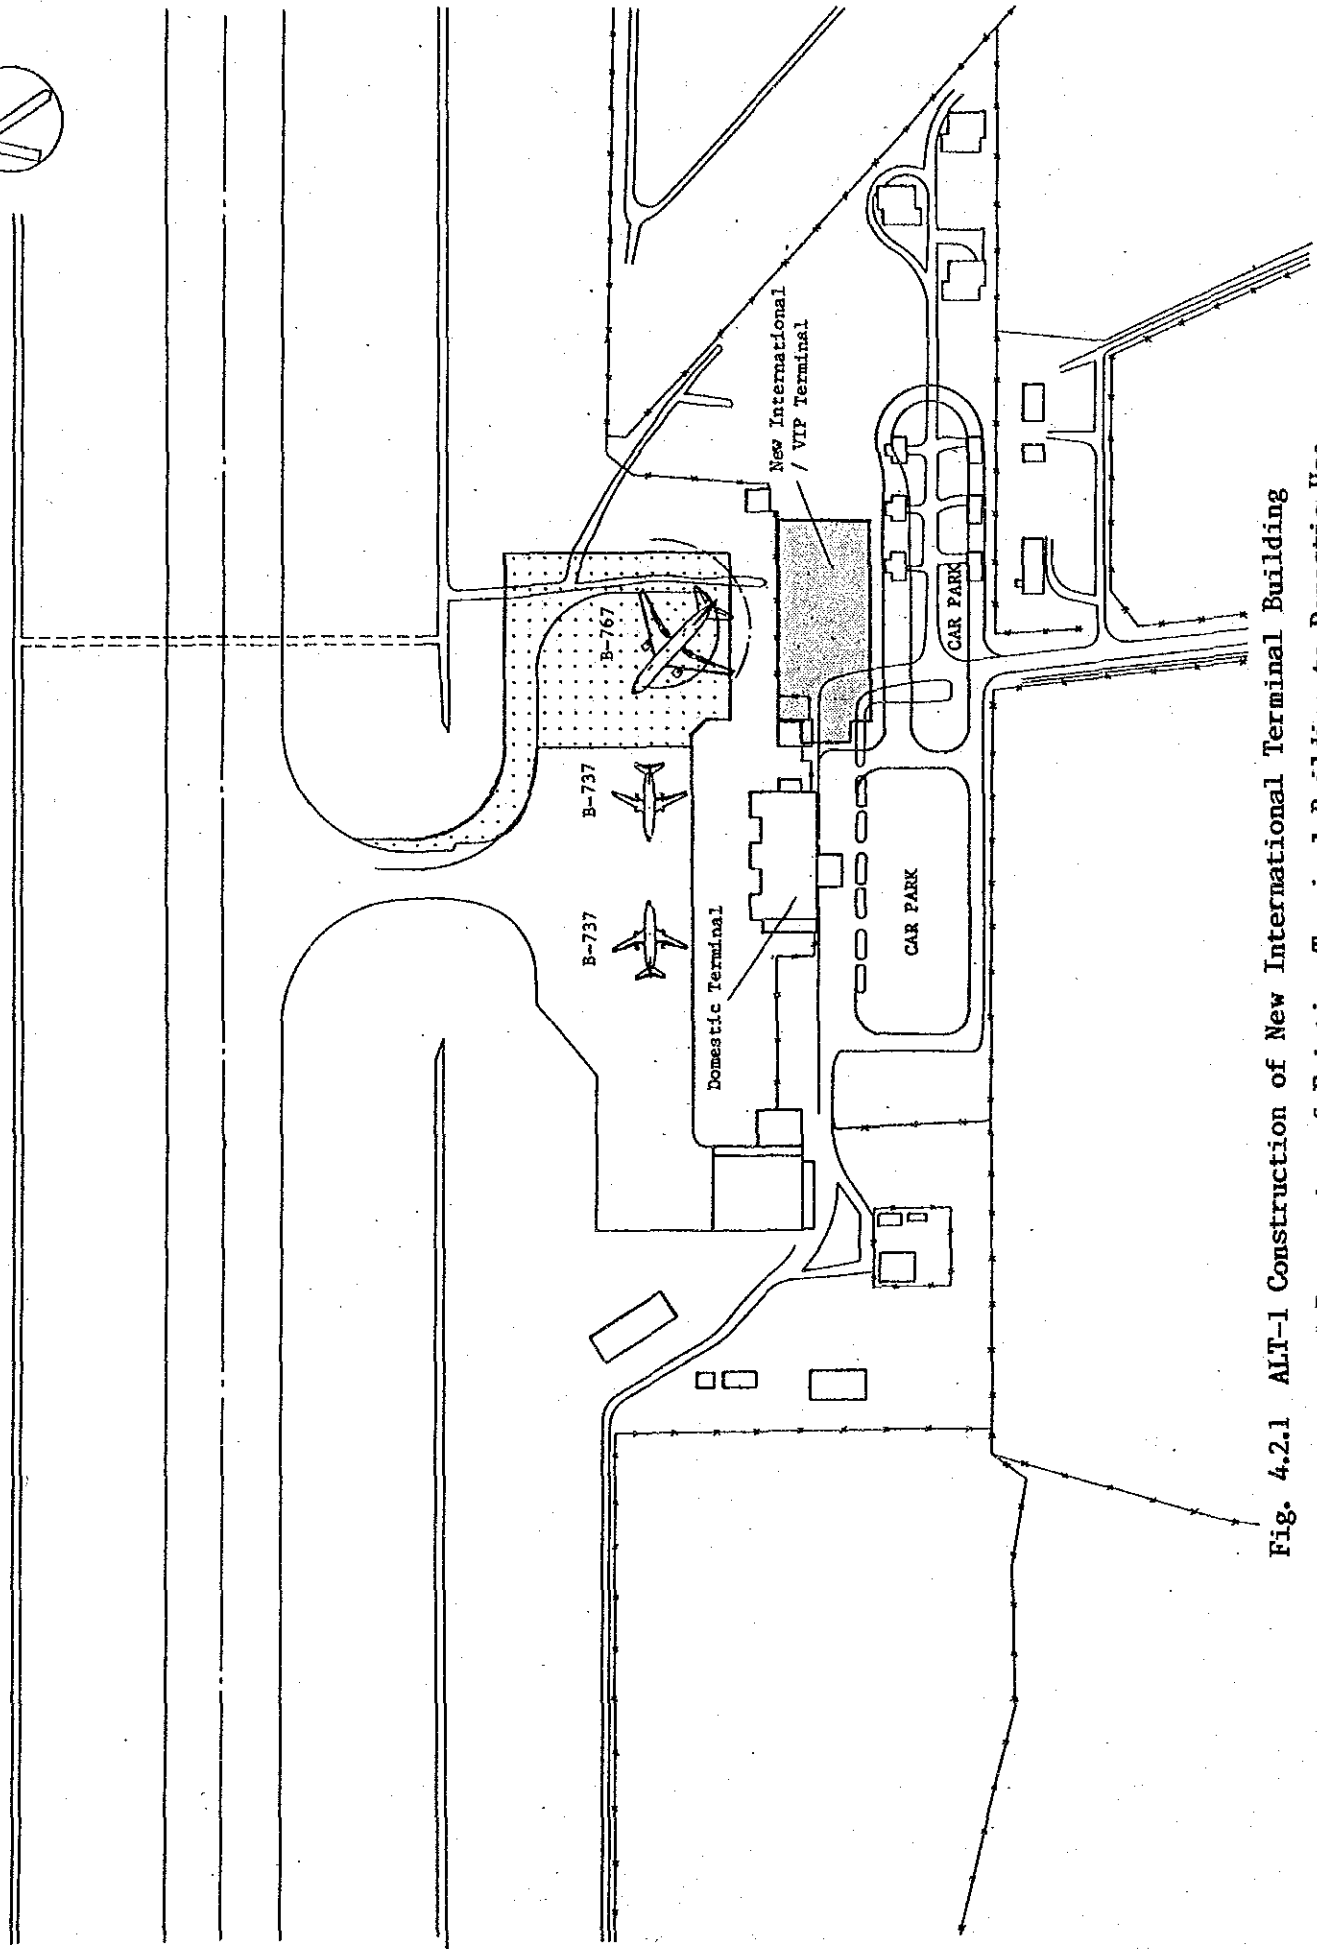 B-767
B-737
B-737
New International
/ VIP Terminal
Domestic Terminal
CAR PARK
CAR PARK
Fig. 4.2.1 ALT-1 Construction of New International Terminal Building